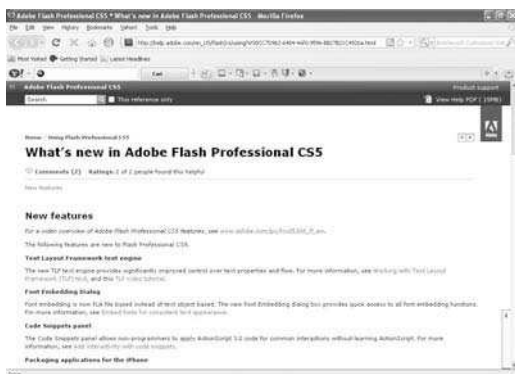 Adobe Flash Professional CS5 * What's new in Adobe Flash Professional CS5 - Mozilla Firefox
File Edit View History Bookmarks Yahoo! Tools Help
Most Visited Getting Started Latest Headlines
Adobe Flash Professional CS5
Product support
Search
This reference only
View Help PDF (
Home / Using Flash Professional CS5
What's new in Adobe Flash Professional CS5
Comments (2) Ratings: 2 of 2 people found this helpful
New features
New features
For a video overview of Adobe Flash Professional CS5 features, see
The following features are new to Flash Professional CS5.
Text Layout Framework text engine
The new TLF text engine provides significantly improved control over text properties and flow. For more information, see Working with Text Layout
Framework (TLF) text, and this TLF video tutorial.
Font Embedding Dialog
Font embedding is now FLA file based instead of text object based. The new Font Embedding dialog box provides quick access to all font embedding functions.
For more information, see Embed fonts for consistent text appearance.
Code Snippets panel
The Code Snippets panel allows non-programmers to apply ActionScript 3.0 code for common interactions without learning ActionScript. For more
information, see Add interactivity with code snippets.
Packaging applications for the iPhone